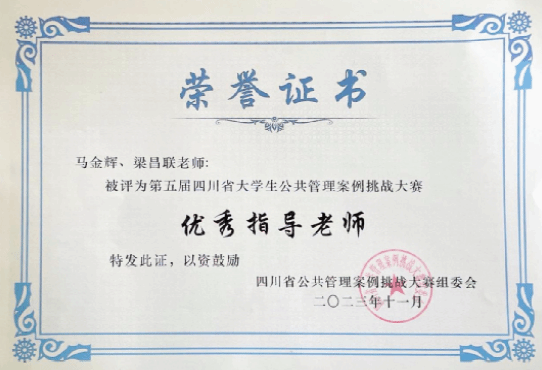 荣誉证书
马金辉、梁昌联老师:
被评为第五届四川省大学生公共管理案例挑战大赛
优秀指导老师
特发此证，以资鼓励
四川省公共管理案例挑战大赛组委会
二〇二三年十一月